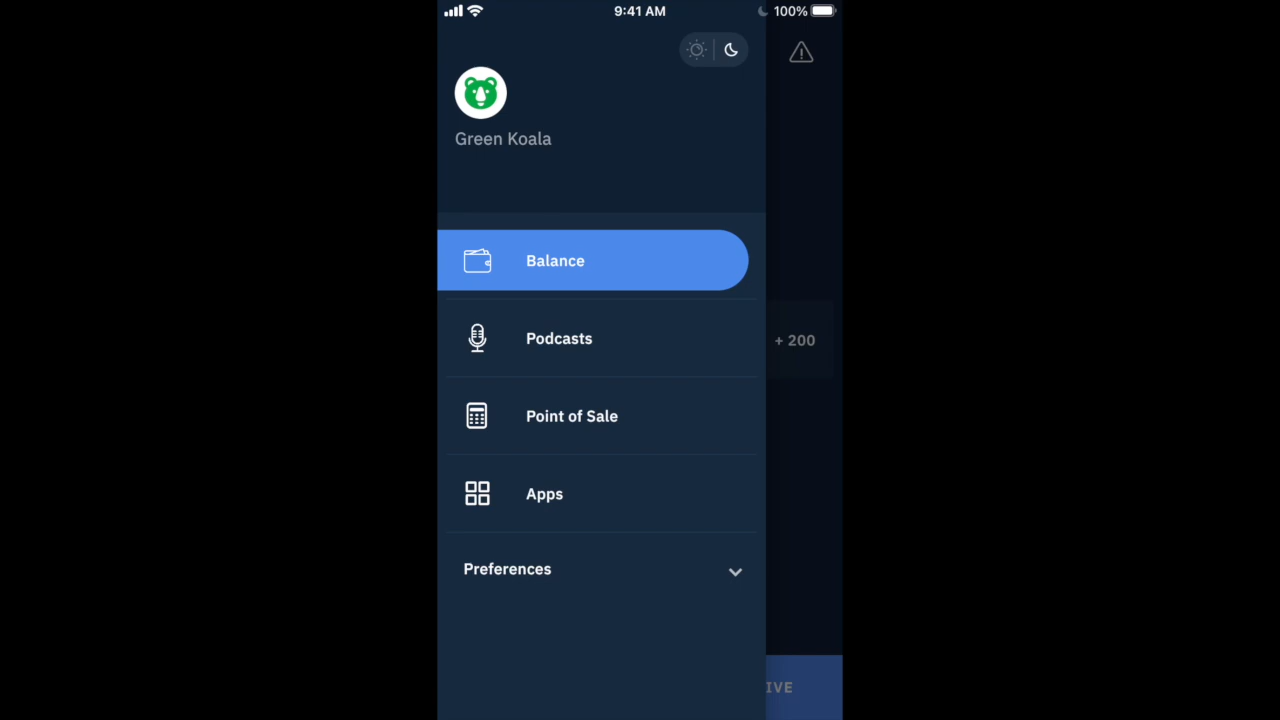 9:41 AM
100%
Green Koala
Balance
Podcasts
+ 200
Point of Sale
Apps
Preferences
IVE